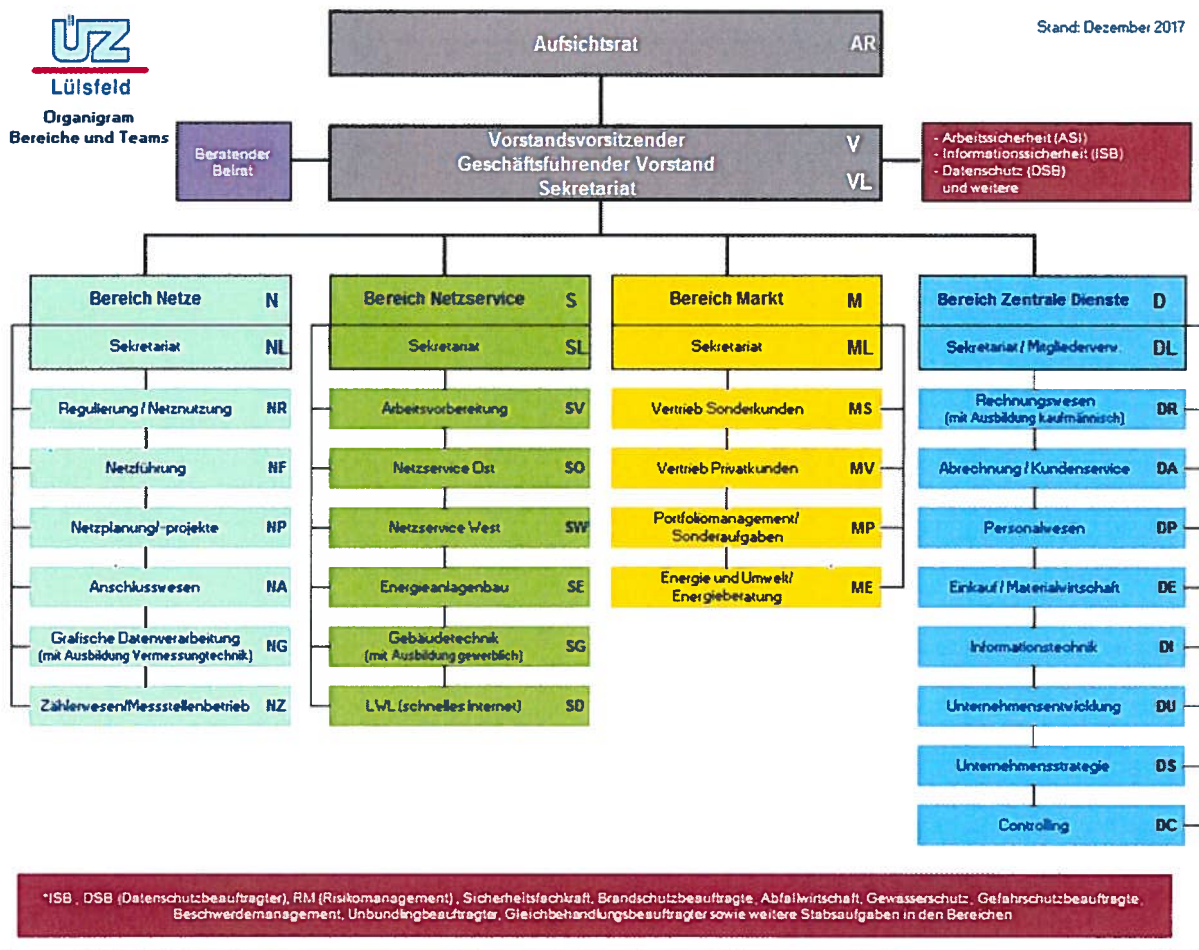 ÜZ
Lülsfeld
Organigram
Bereiche und Teams
Stand: Dezember 2017
Aufsichtsrat AR
Beratender
Beirat
Vorstandsvorsitzender V
Geschäftsführender Vorstand
Sekretariat VL
- Arbeitssicherheit (ASI)
- Informationssicherheit (ISB)
- Datenschutz (DSB)
und weitere
Bereich Netze N
Sekretariat NL
Regulierung / Netznutzung NR
Netzführung NF
Netzplanung/-projekte NP
Anschlusswesen NA
Grafische Datenverarbeitung
(mit Ausbildung Vermessungtechnik) NG
Zählerwesen/Messstellenbetrieb NZ
Bereich Netzservice S
Sekretariat SL
Arbeitsvorbereitung SV
Netzservice Ost SO
Netzservice West SW
Energieanlagenbau SE
Gebäudetechnik
(mit Ausbildung gewerblich) SG
LWL (schnelles Internet) SD
Bereich Markt M
Sekretariat ML
Vertrieb Sonderkunden MS
Vertrieb Privatkunden MV
Portfoliomanagement/
Sonderaufgaben MP
Energie und Umwelt/
Energieberatung ME
Bereich Zentrale Dienste D
Sekretariat / Mitgliederverw. DL
Rechnungswesen
(mit Ausbildung kaufmännisch) DR
Abrechnung / Kundenservice DA
Personalwesen DP
Einkauf / Materialwirtschaft DE
Informationstechnik DI
Unternehmensentwicklung DU
Unternehmensstrategie DS
Controlling DC
*ISB , DSB (Datenschutzbeauftragter), RM (Risikomanagement) , Sicherheitsfachkraft, Brandschutzbeauftragte, Abfallwirtschaft, Gewässerschutz, Gefahrschutzbeauftragte,
Beschwerdemanagement, Unbundlingbeauftragter, Gleichbehandlungsbeauftragter sowie weitere Stabsaufgaben in den Bereichen